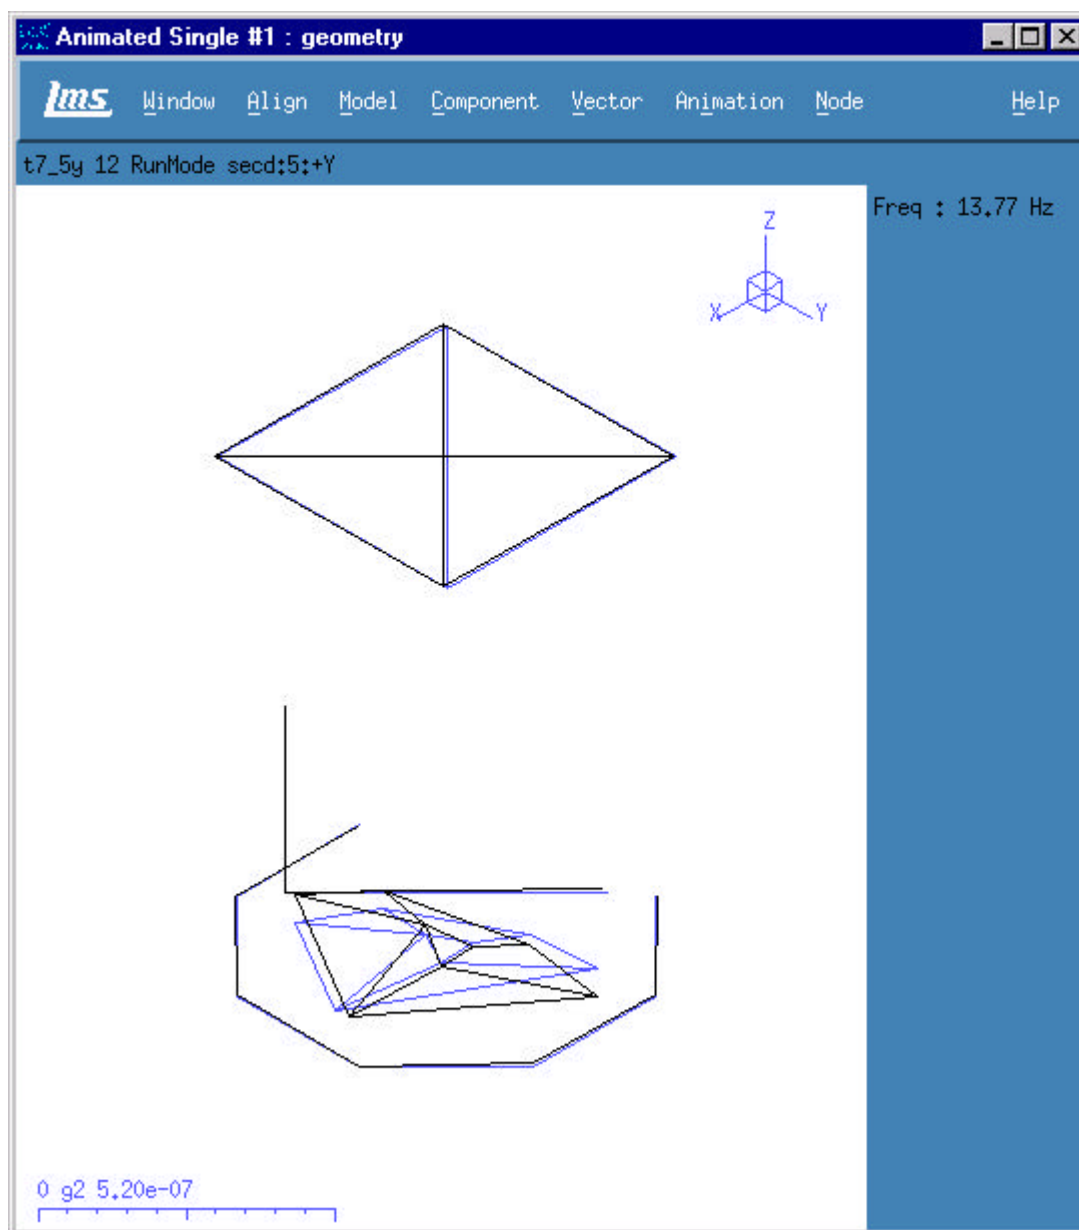 Animated Single #1 : geometry
lms Window Align Model Component Vector Animation Node Help
t7_5y 12 RunMode secd:5:+Y
Freq : 13.77 Hz
Z
X Y
0 g2 5.20e-07